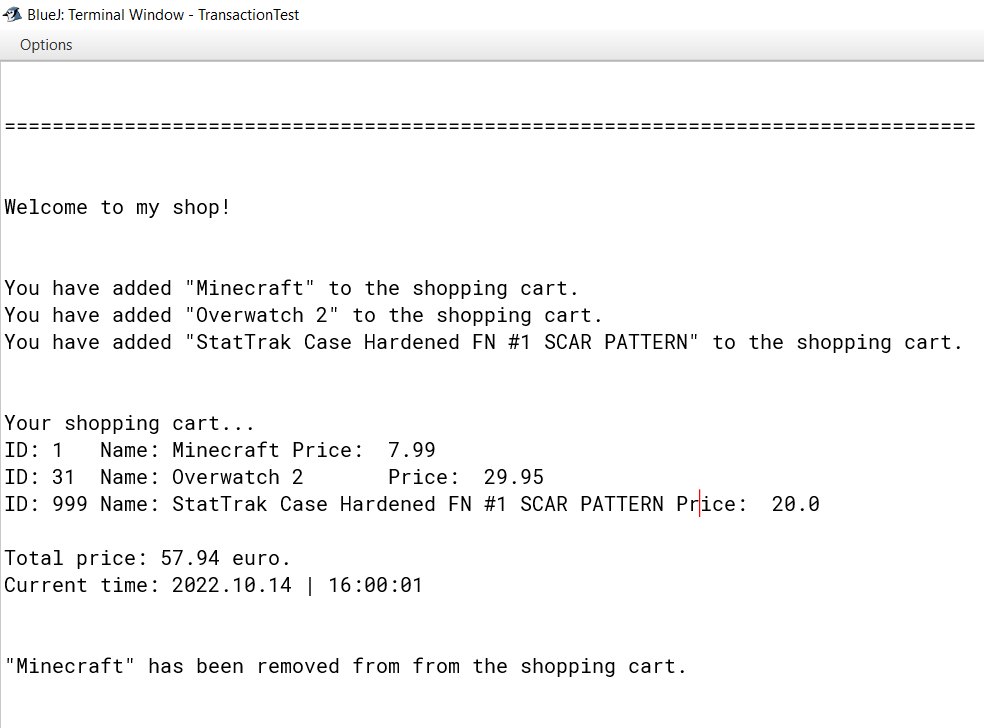 BlueJ: Terminal Window - TransactionTest
Options
=================================================================================
Welcome to my shop!
You have added "Minecraft" to the shopping cart.
You have added "Overwatch 2" to the shopping cart.
You have added "StatTrak Case Hardened FN #1 SCAR PATTERN" to the shopping cart.
Your shopping cart...
ID: 1   Name: Minecraft Price:  7.99
ID: 31  Name: Overwatch 2       Price:  29.95
ID: 999 Name: StatTrak Case Hardened FN #1 SCAR PATTERN Price:  20.0
Total price: 57.94 euro.
Current time: 2022.10.14 | 16:00:01
"Minecraft" has been removed from from the shopping cart.